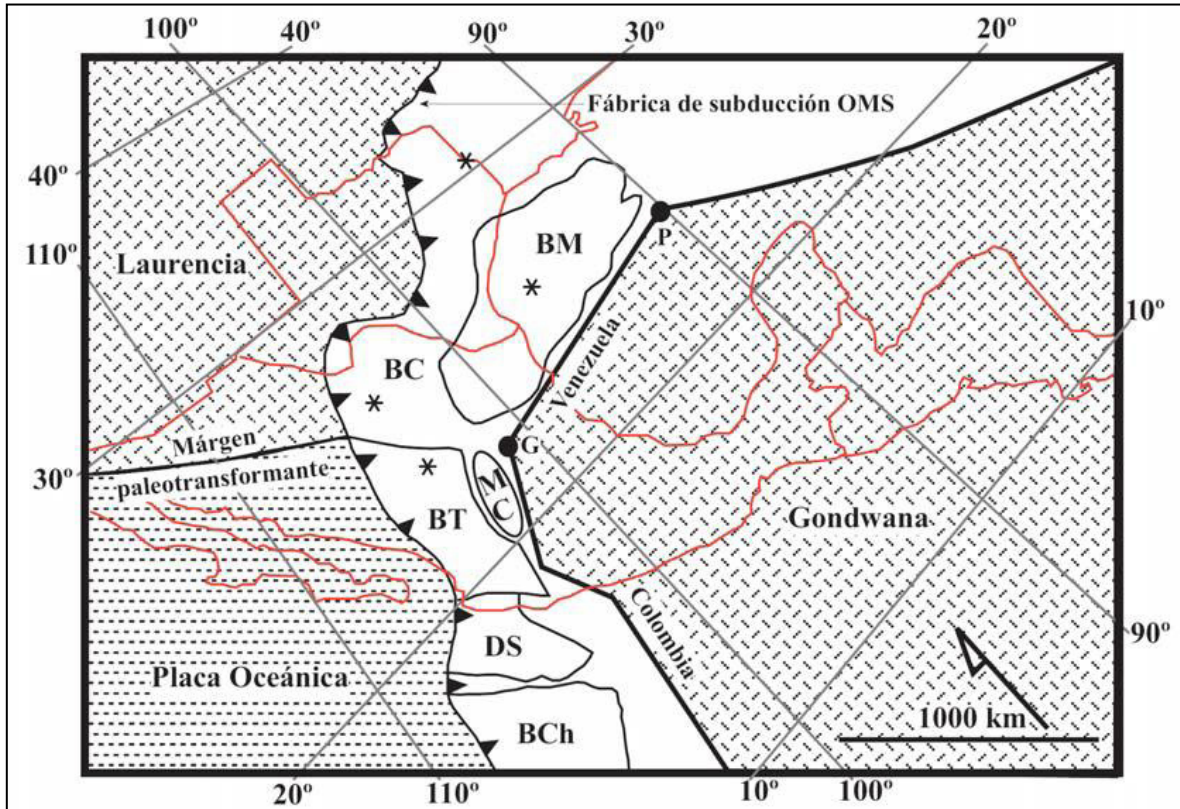 100º 40º 90º 30º 20º
Fábrica de subducción OMS
40º
110º
Laurencia
BM
P
Venezuela
10º
BC
G
Márgen
paleotransformante
30º
MC
BT
Gondwana
Colombia
90º
DS
Placa Oceánica
1000 km
BCh
20º 110º 10º 100º